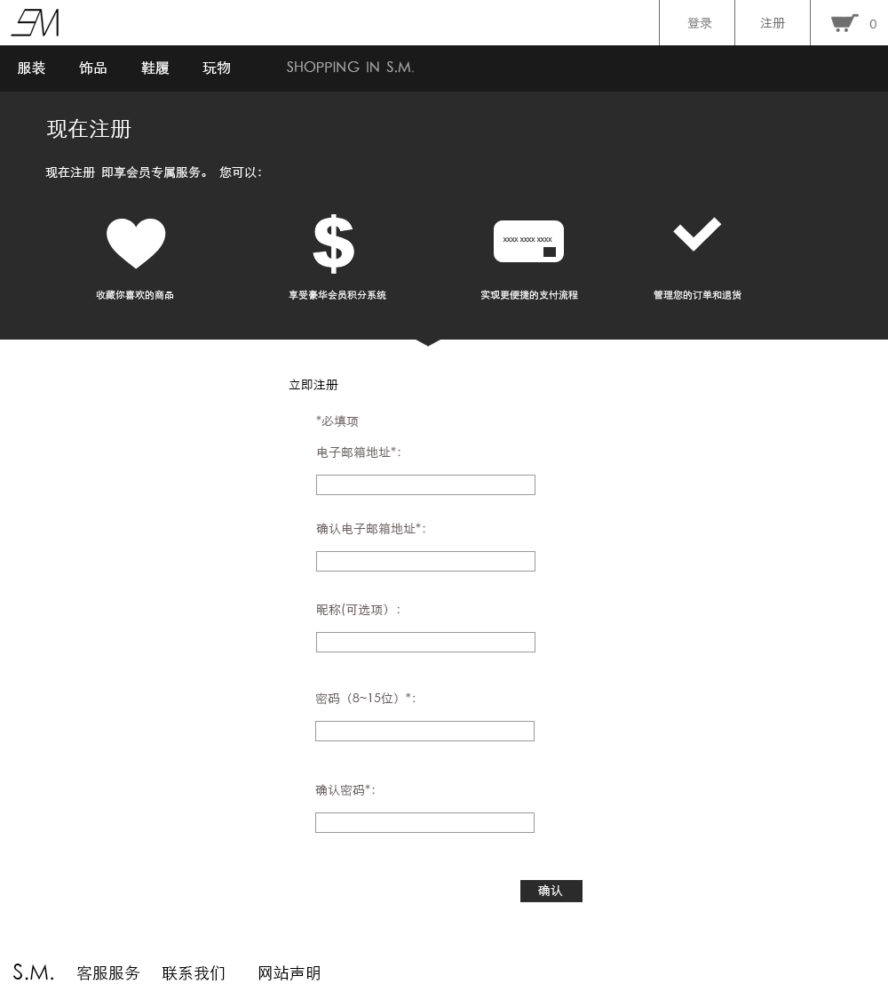 SM
登录
注册
0
服装
饰品
鞋履
玩物
SHOPPING IN S.M.
现在注册
现在注册 即享会员专属服务。 您可以：
XXXX XXXX XXXX
收藏你喜欢的商品
享受豪华会员积分系统
实现更便捷的支付流程
管理您的订单和退货
立即注册
*必填项
电子邮箱地址*：
确认电子邮箱地址*：
昵称(可选项）：
密码（8~15位）*：
确认密码*：
确认
S.M.
客服服务
联系我们
网站声明